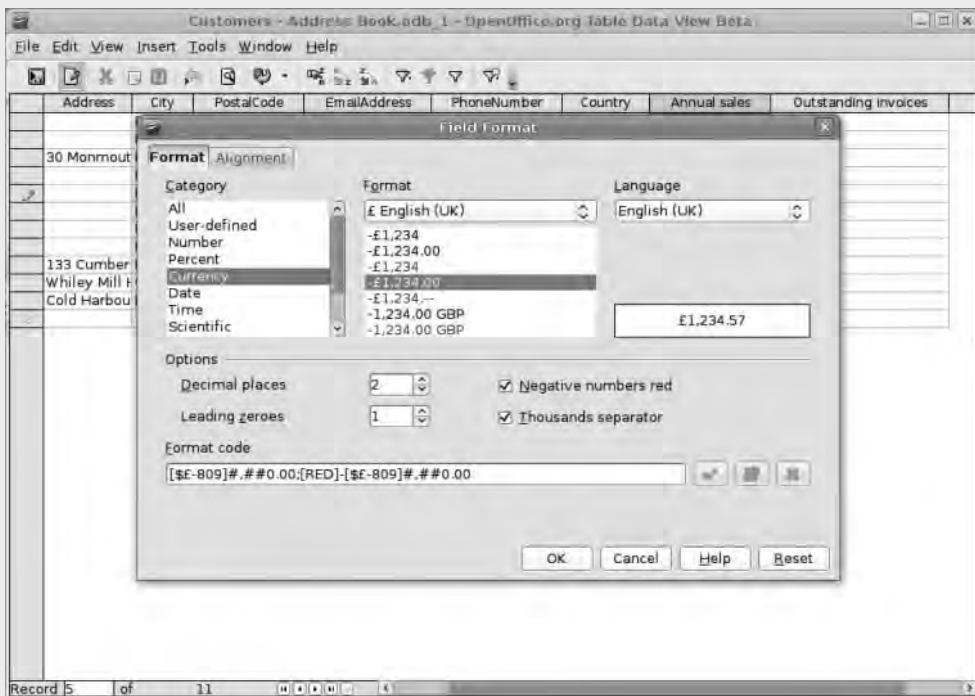 Customers - Address Book.odb_1 - OpenOffice.org Table Data View Beta
File Edit View Insert Tools Window Help
Address City PostalCode EmailAddress PhoneNumber Country Annual sales Outstanding invoices
Field Format
30 Monmout
Format Alignment
Category Format Language
£ English (UK) English (UK)
All
User-defined
Number
Percent
Currency
Date
Time
Scientific
-£1,234
-£1,234.00
-£1,234
-£1,234.00
-£1,234.--
-1,234.00 GBP
-1,234.00 GBP
£1,234.57
133 Cumber
Whiley Mill H
Cold Harbou
Options
Decimal places 2 Negative numbers red
Leading zeroes 1 Thousands separator
Format code
[$£-809]#,##0.00;[RED]-[$£-809]#,##0.00
OK Cancel Help Reset
Record 5 of 11